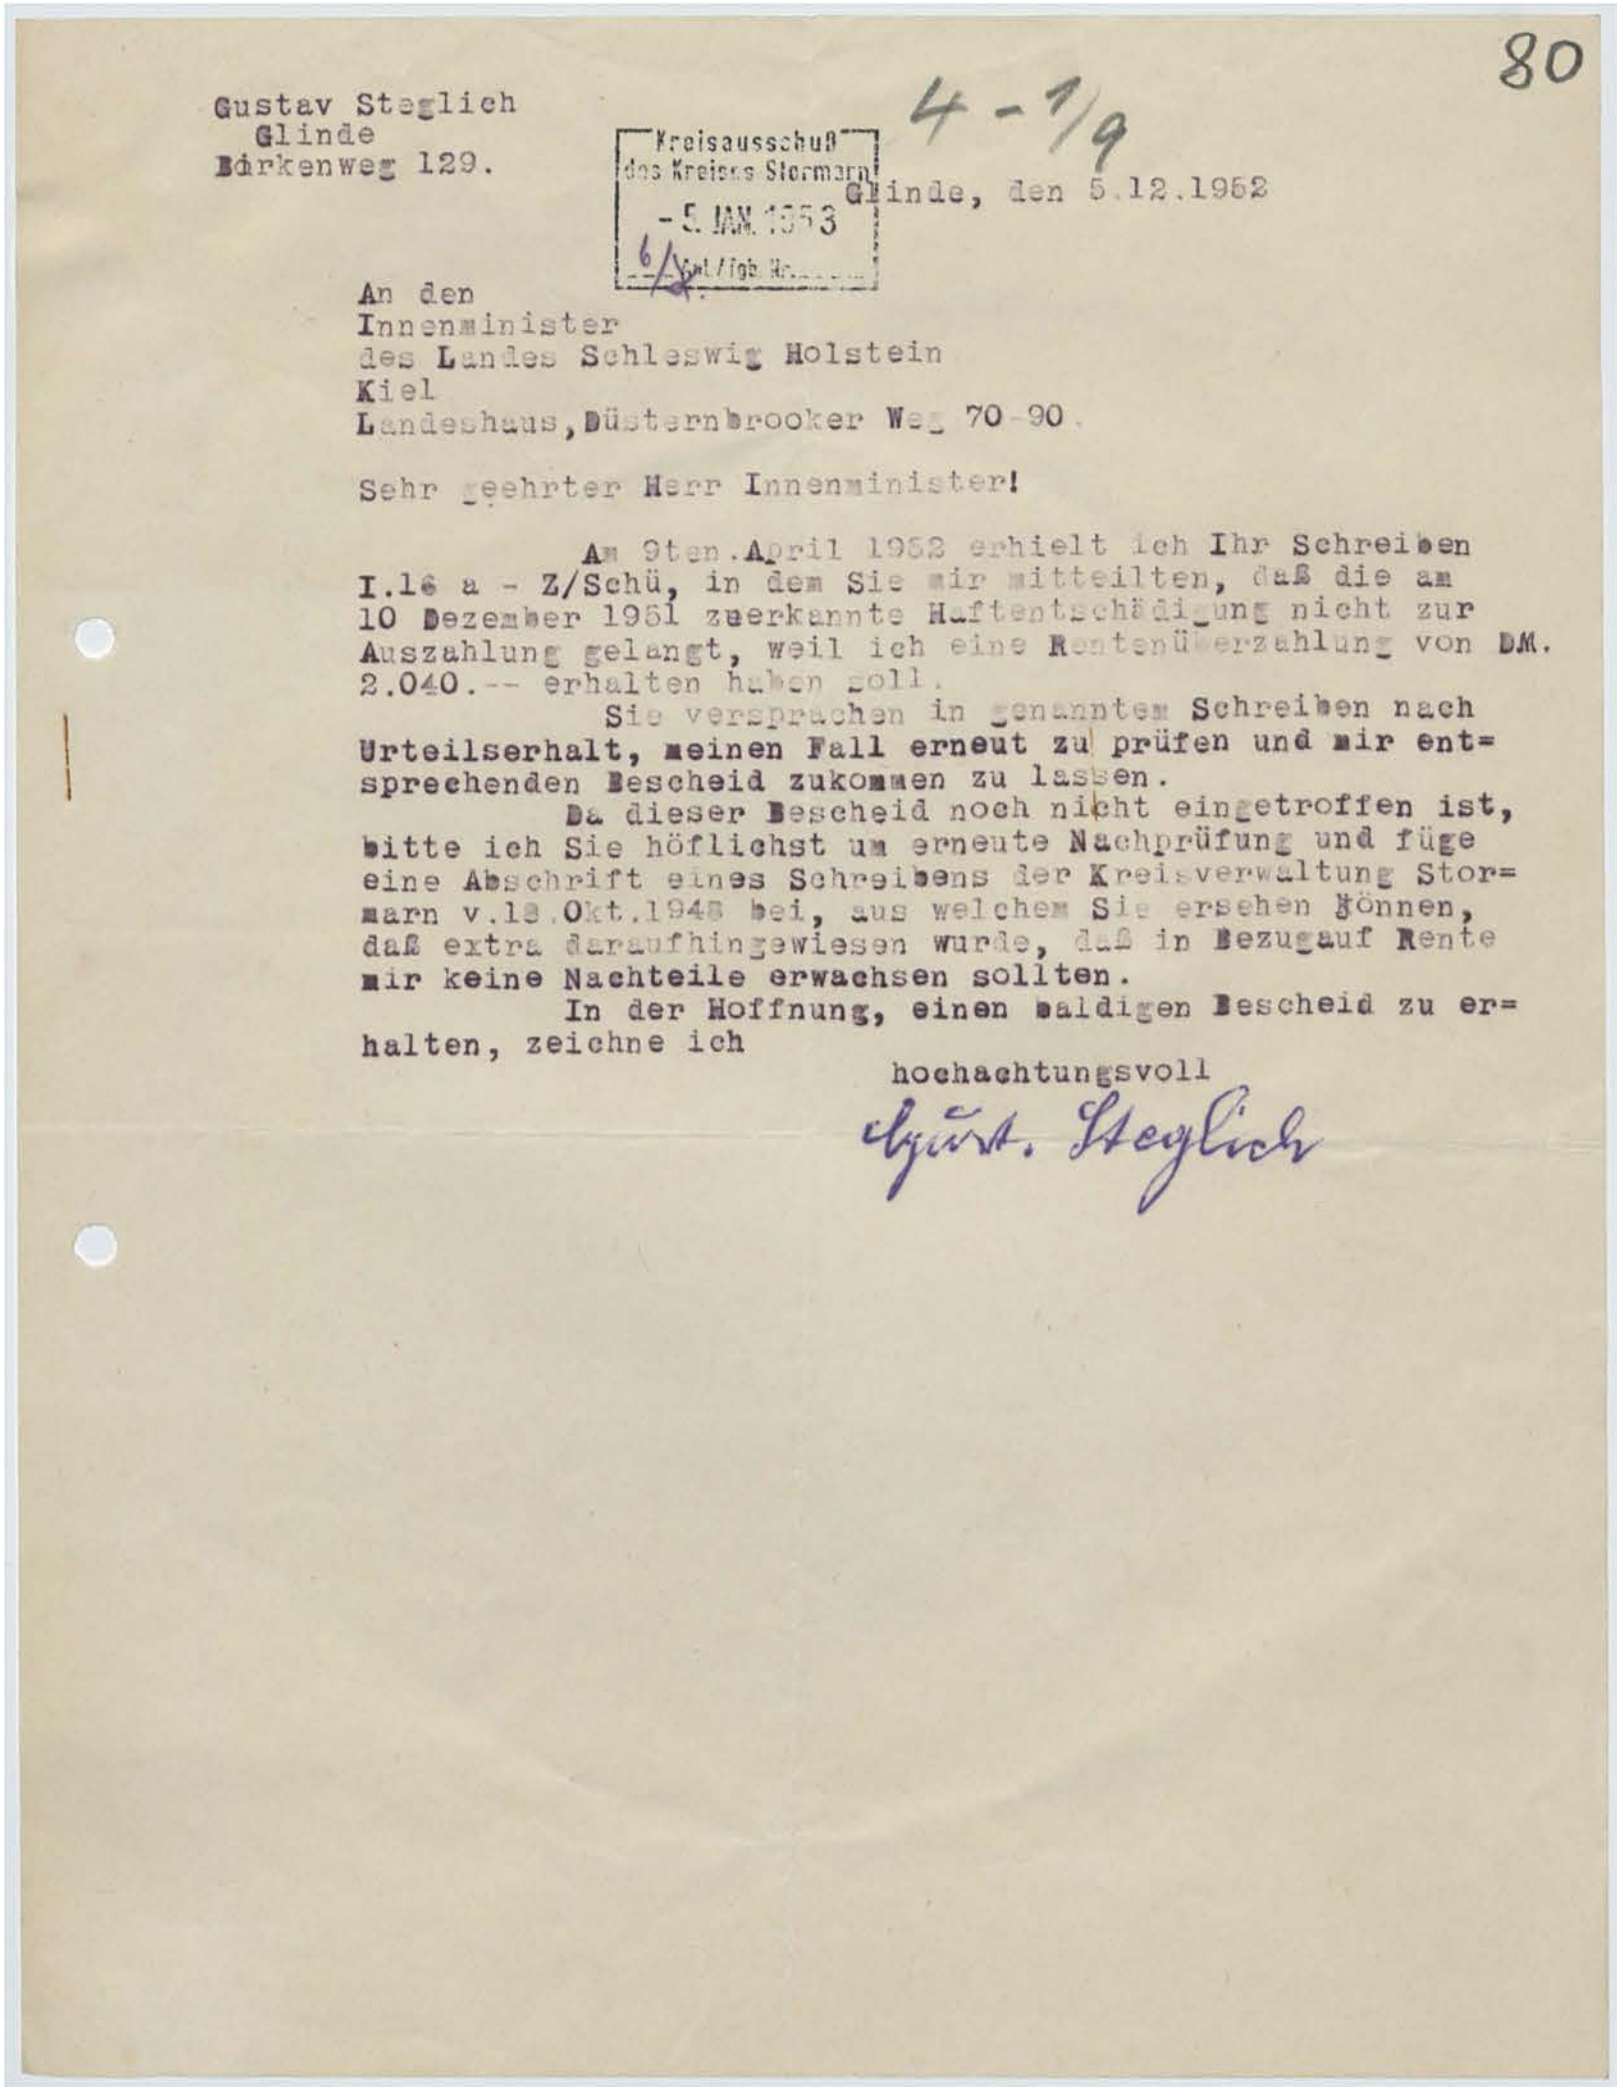 80
Gustav Steglich
4 - 1/9
Glinde
Kreisausschuß
Birkenweg 129.
des Kreises Stormarn
Glinde, den 5.12.1952
- 5. JAN. 1953
6/1.
An den
Innenminister
des Landes Schleswig Holstein
Kiel
Landeshaus, Düsternbrooker Weg 70-90.
Sehr geehrter Herr Innenminister!
Am 9ten.April 1952 erhielt ich Ihr Schreiben
I.16 a - Z/Schü, in dem Sie mir mitteilten, daß die am
10 Dezember 1951 zuerkannte Haftentschädigung nicht zur
Auszahlung gelangt, weil ich eine Rentenüberzahlung von DM.
2.040.-- erhalten haben soll.
Sie versprachen in genanntem Schreiben nach
Urteilserhalt, meinen Fall erneut zu prüfen und mir ent=
sprechenden Bescheid zukommen zu lassen.
Da dieser Bescheid noch nicht eingetroffen ist,
bitte ich Sie höflichst um erneute Nachprüfung und füge
eine Abschrift eines Schreibens der Kreisverwaltung Stor=
marn v. Okt.1948 bei, aus welchem Sie ersehen können,
daß extra daraufhingewiesen wurde, daß in Bezugauf Rente
mir keine Nachteile erwachsen sollten.
In der Hoffnung, einen baldigen Bescheid zu er=
halten, zeichne ich
hochachtungsvoll
Gust. Steglich